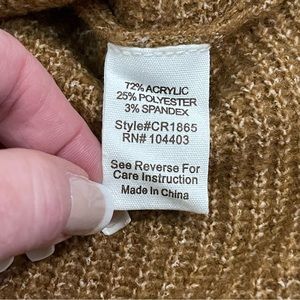 72% ACRYLIC
25% POLYESTER
3% SPANDEX
Style#CR1865
RN# 104403
See Reverse For
Care Instruction
Made In China